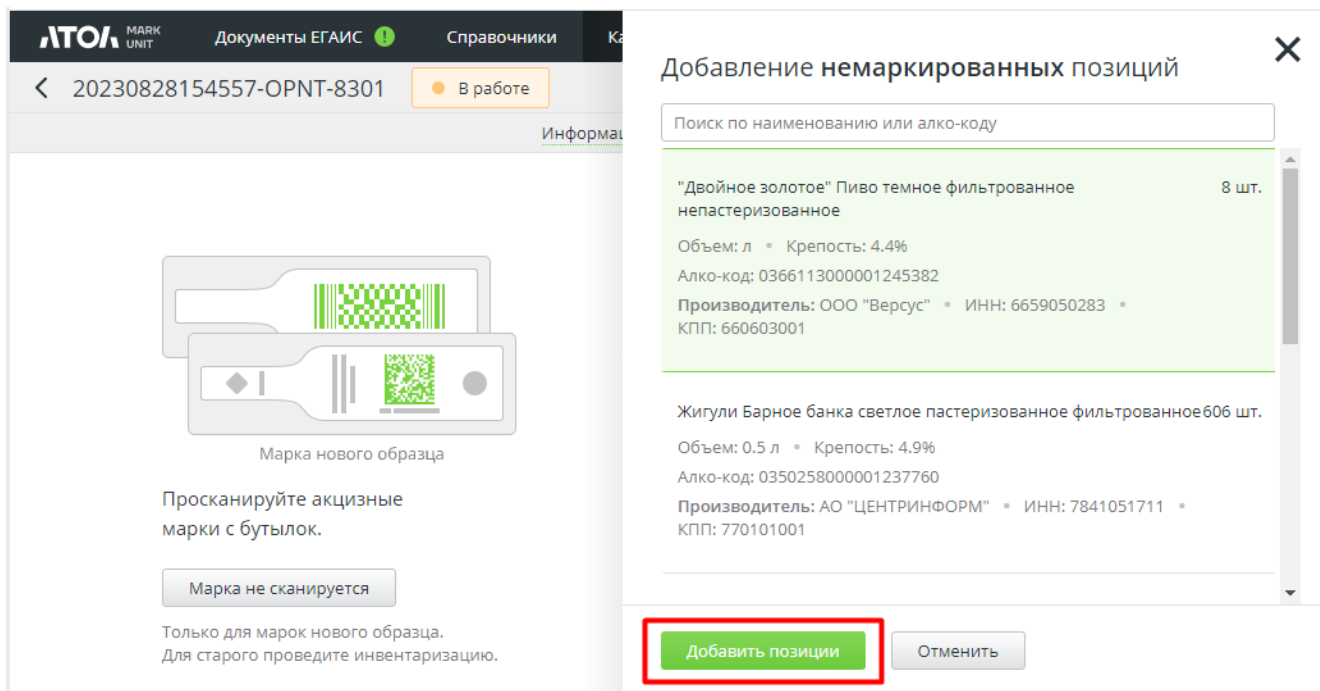 АТОЛ MARK UNIT Документы ЕГАИС ! Справочники Ка
20230828154557-OPNT-8301 В работе
Информац
Марка нового образца
Просканируйте акцизные
марки с бутылок.
Марка не сканируется
Только для марок нового образца.
Для старого проведите инвентаризацию.
Добавление немаркированных позиций
Поиск по наименованию или алко-коду
"Двойное золотое" Пиво темное фильтрованное 8 шт.
непастеризованное
Объем: л • Крепость: 4.4%
Алко-код: 0366113000001245382
Производитель: ООО "Версус" • ИНН: 6659050283 •
КПП: 660603001
Жигули Барное банка светлое пастеризованное фильтрованное 606 шт.
Объем: 0.5 л • Крепость: 4.9%
Алко-код: 0350258000001237760
Производитель: АО "ЦЕНТРИНФОРМ" • ИНН: 7841051711 •
КПП: 770101001
Добавить позиции Отменить